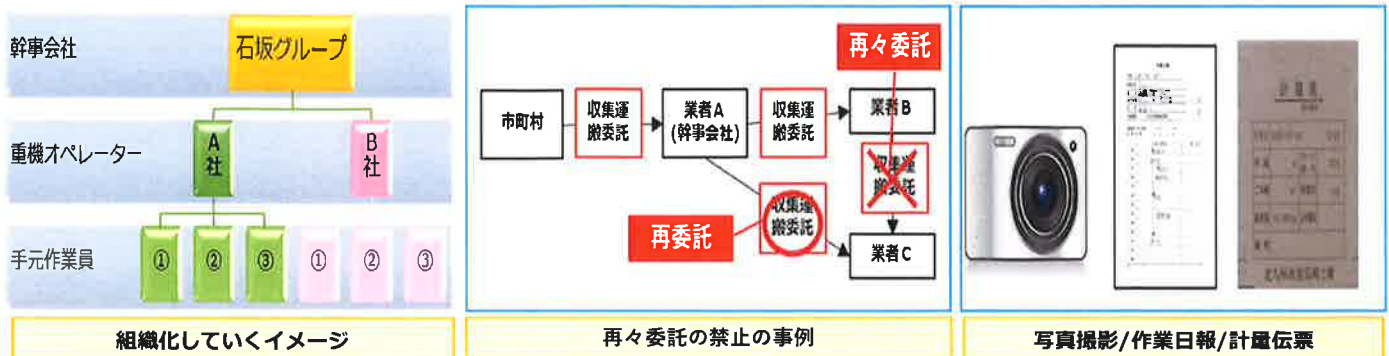 幹事会社
石坂グループ
重機オペレーター
A
社
B
社
手元作業員
①
②
③
①
②
③
組織化していくイメージ
再々委託
市町村
収集運
搬委託
業者A
(幹事会社)
収集運
搬委託
業者B
収集運
搬委託
収集運
搬委託
再委託
業者C
再々委託の禁止の事例
計量票
写真撮影/作業日報/計量伝票